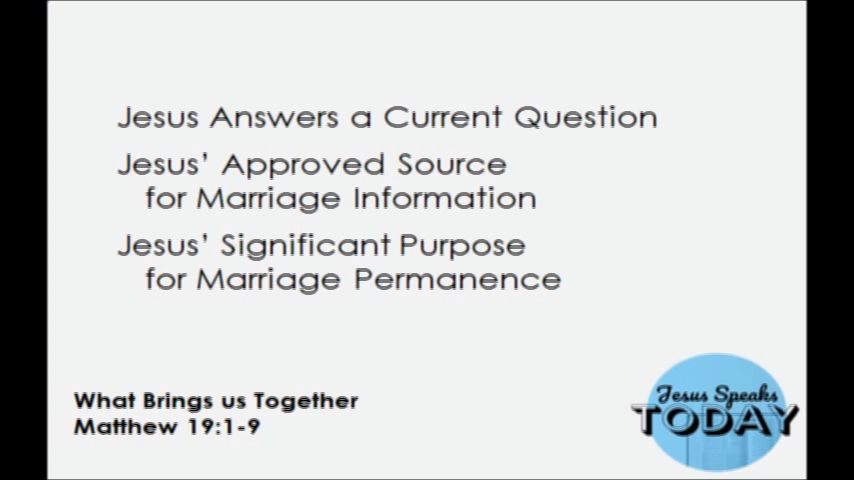 Jesus Answers a Current Question
Jesus’ Approved Source
for Marriage Information
Jesus’ Significant Purpose
for Marriage Permanence
What Brings us Together
Matthew 19:1-9
Jesus Speaks
TODAY